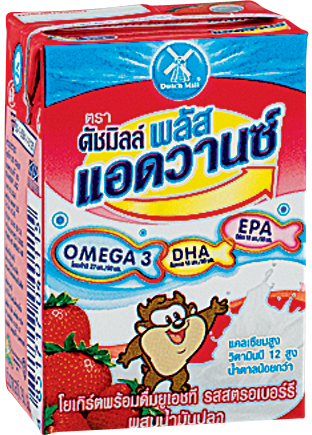 Dutch Mill
ตรา
ดัชมิลล์ พลัส
แอดวานซ์
EPA
OMEGA 3
DHA
แคลเซียมสูง
วิตามินบี 12 สูง
น้ำตาลน้อยกว่า
โยเกิร์ตพร้อมดื่มยูเอชที รสสตรอเบอร์รี่
ผสมน้ำมันปลา